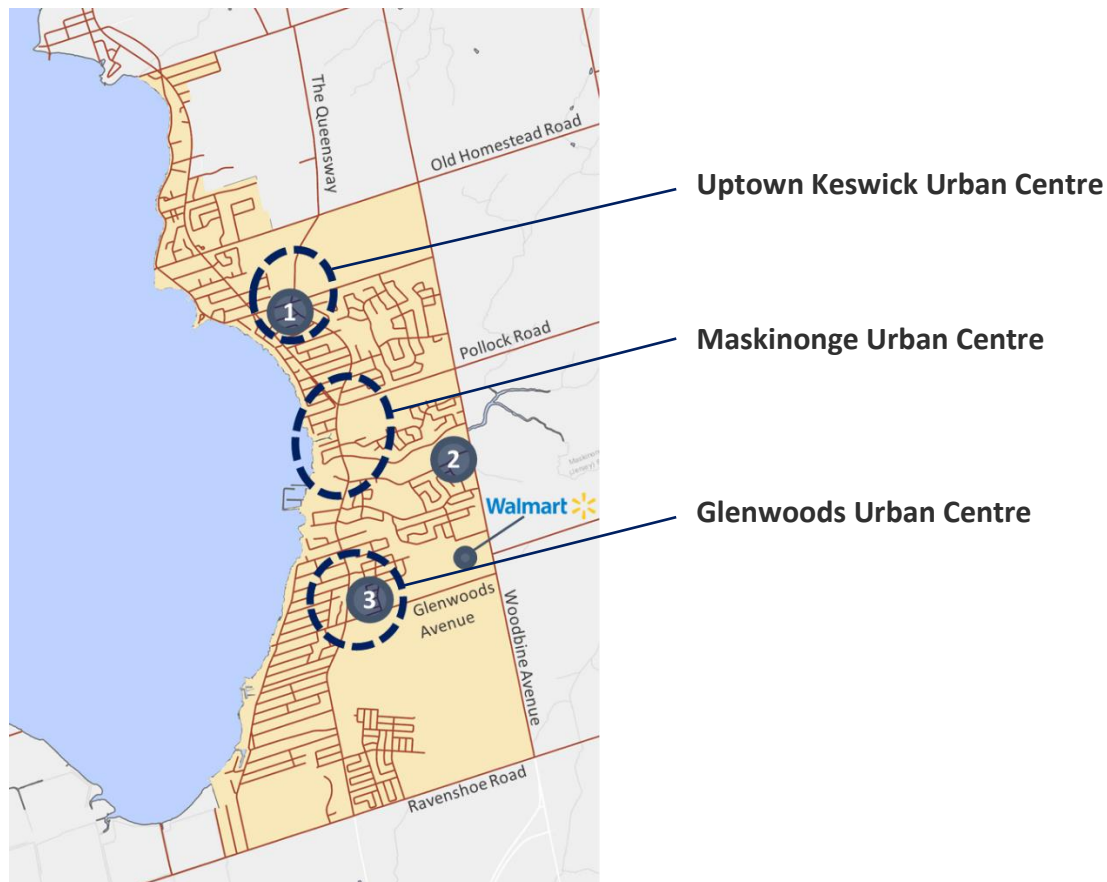 The Queensway
Old Homestead Road
Uptown Keswick Urban Centre
1
Pollock Road
Maskinonge Urban Centre
2
Walmart
Glenwoods Urban Centre
3
Glenwoods
Avenue
Woodbine Avenue
Ravenshoe Road